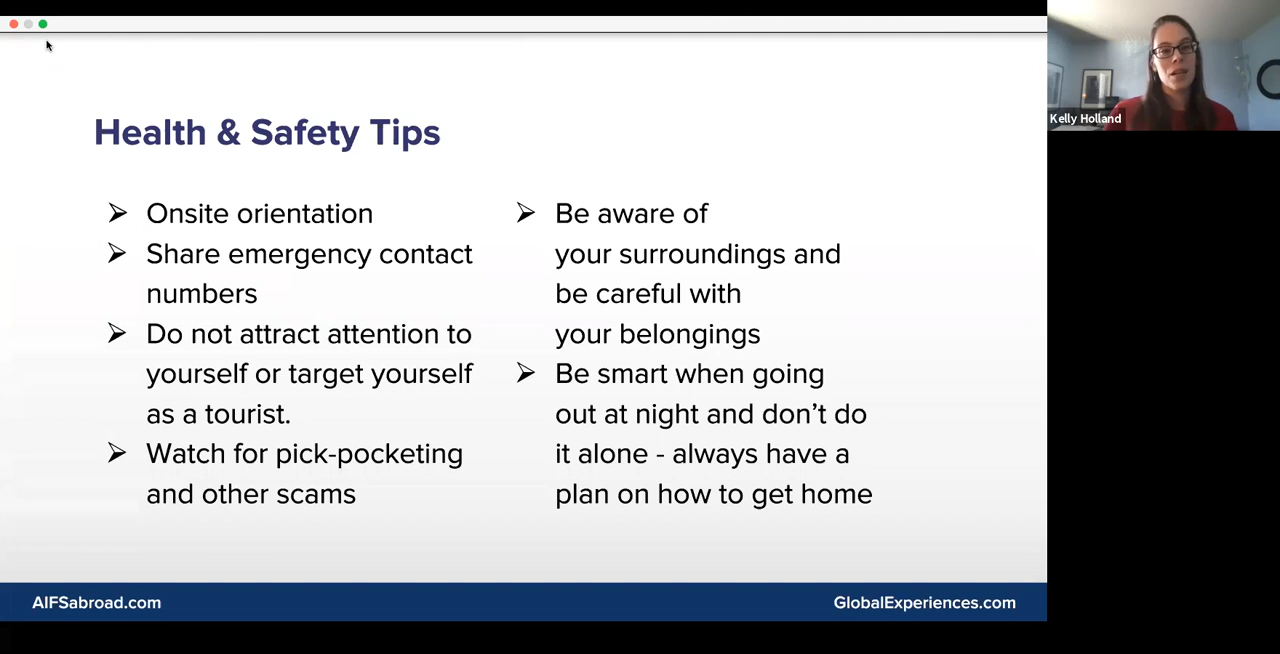 Health & Safety Tips
Onsite orientation
Share emergency contact
numbers
Do not attract attention to
yourself or target yourself
as a tourist.
Watch for pick-pocketing
and other scams
Be aware of
your surroundings and
be careful with
your belongings
Be smart when going
out at night and don’t do
it alone - always have a
plan on how to get home
AIFSabroad.com
GlobalExperiences.com
Kelly Holland